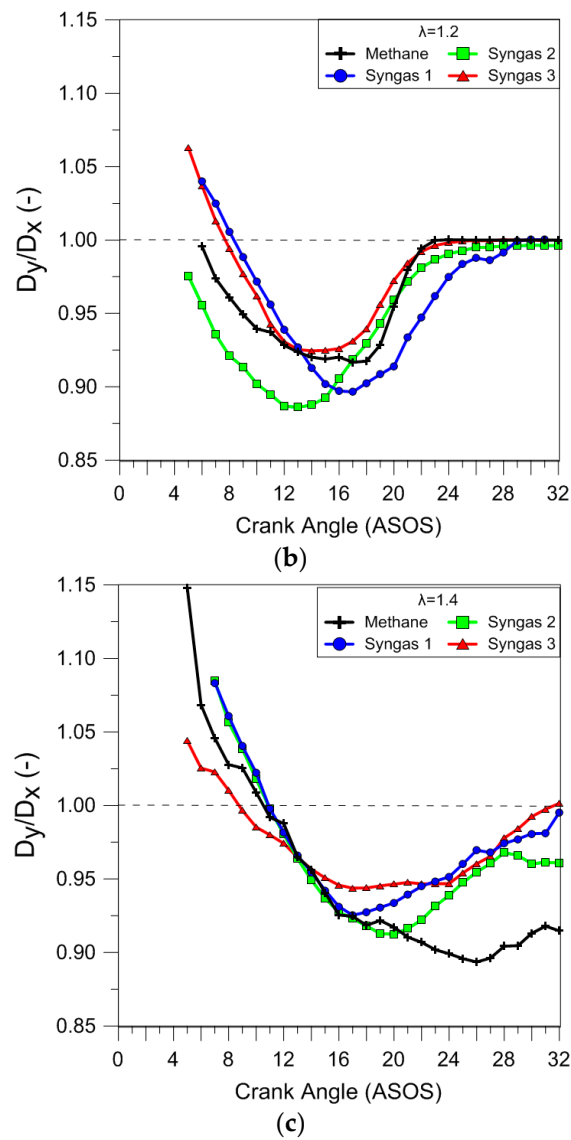 1.15
1.10
1.05
1.00
0.95
0.90
0.85
Dy/Dx (-)
λ=1.2
Methane
Syngas 2
Syngas 1
Syngas 3
0 4 8 12 16 20 24 28 32
Crank Angle (ASOS)
(b)
1.15
1.10
1.05
1.00
0.95
0.90
0.85
Dy/Dx (-)
λ=1.4
Methane
Syngas 2
Syngas 1
Syngas 3
0 4 8 12 16 20 24 28 32
Crank Angle (ASOS)
(c)